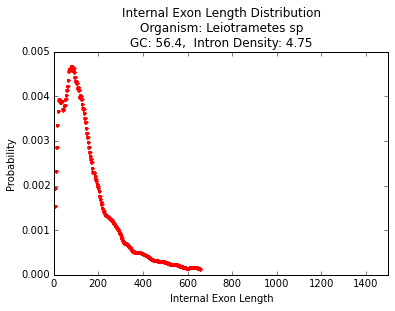 Internal Exon Length Distribution
Organism: Leiotrametes sp
GC: 56.4,  Intron Density: 4.75
0.005
0.004
0.003
0.002
0.001
0.000
Probability
0
200
400
600
800
1000
1200
1400
Internal Exon Length